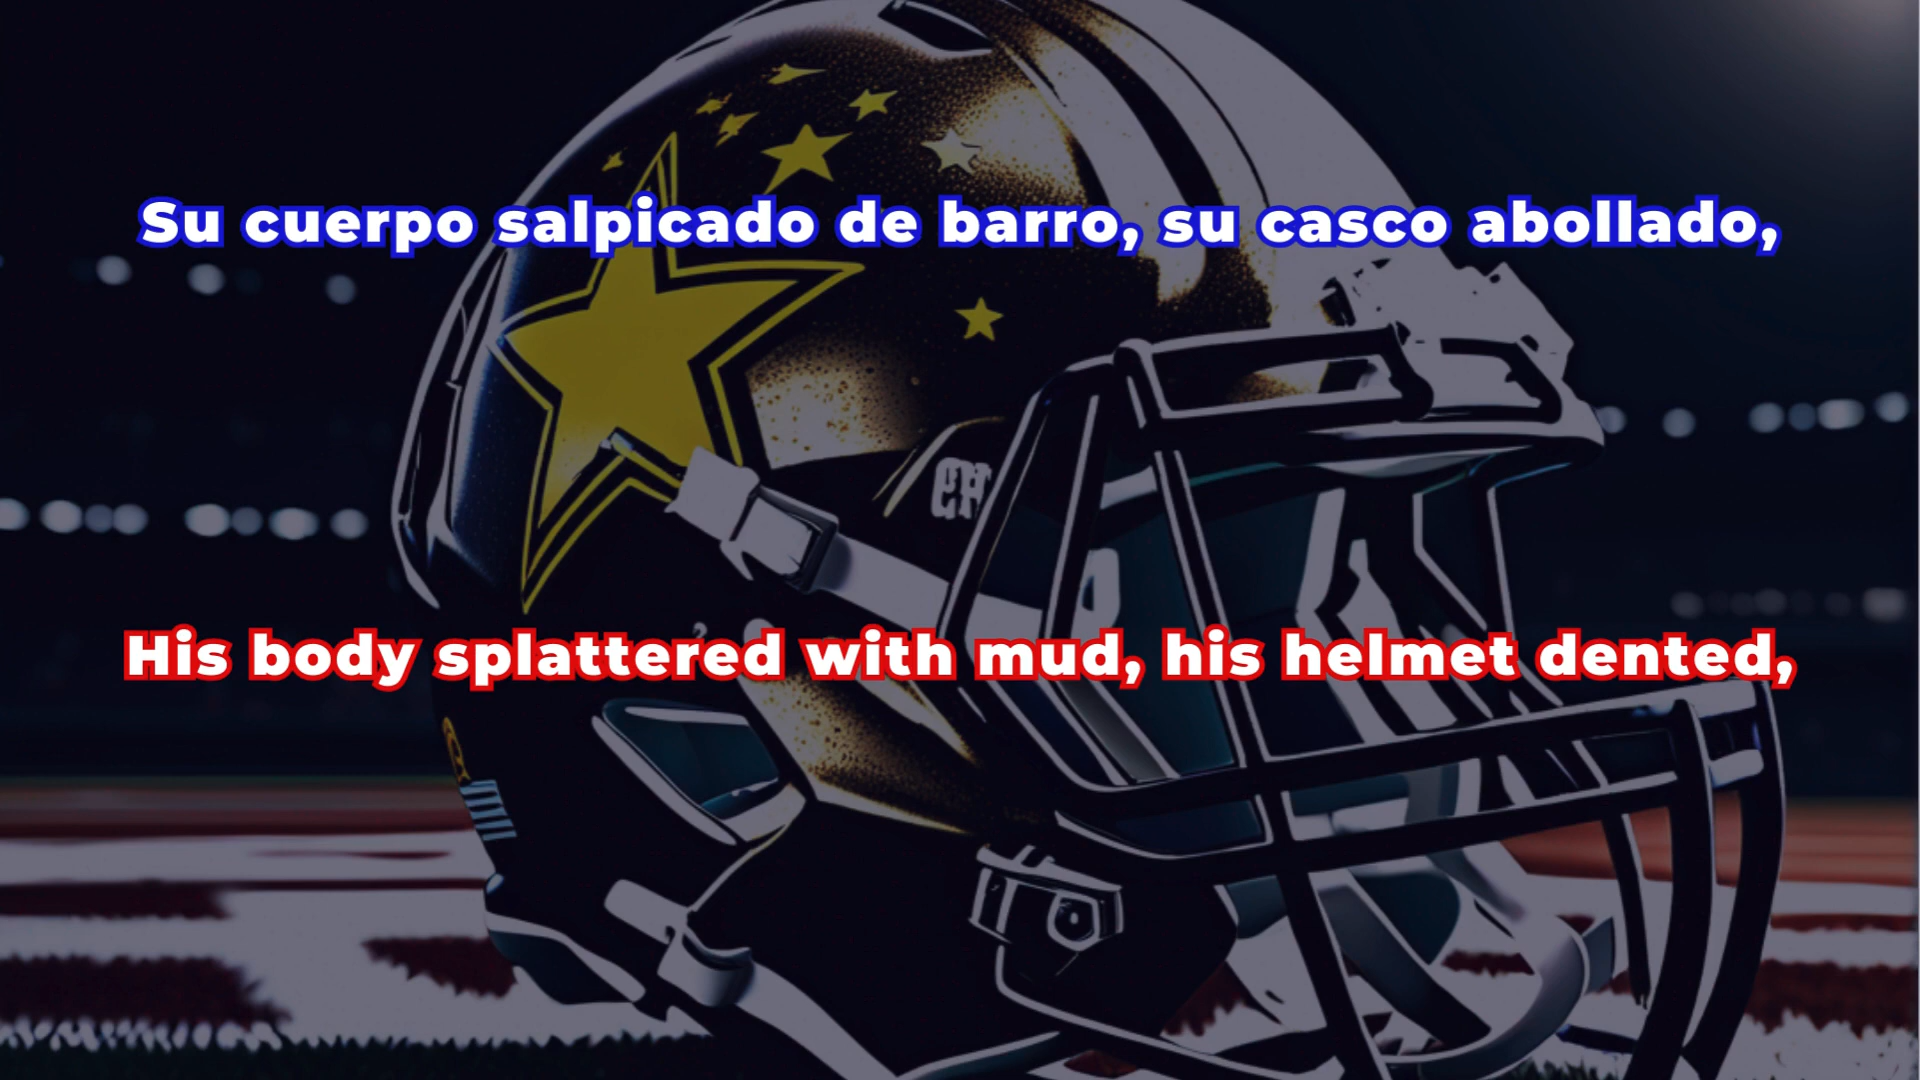 Su cuerpo salpicado de barro, su casco abollado,
His body splattered with mud, his helmet dented,